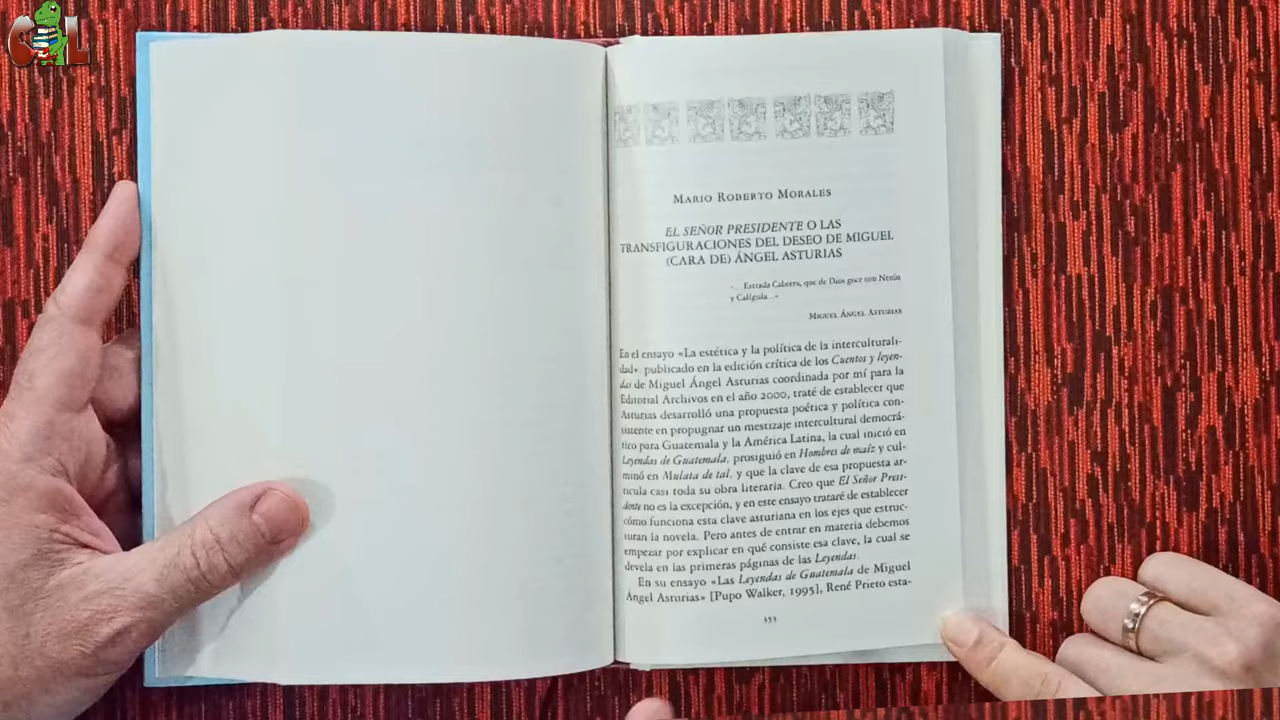 CIL
MARIO ROBERTO MORALES
EL SEÑOR PRESIDENTE O LAS
TRANSFIGURACIONES DEL DESEO DE MIGUEL
(CARA DE) ÁNGEL ASTURIAS
«... Estrada Cabrera, que de Dios goce con Nerón
y Calígula...»
MIGUEL ÁNGEL ASTURIAS
En el ensayo «La estética y la política de la interculturali-
dad», publicado en la edición crítica de los Cuentos y leyen-
das de Miguel Ángel Asturias coordinada por mí para la
Editorial Archivos en el año 2000, traté de establecer que
Asturias desarrolló una propuesta poética y política con-
sistente en propugnar un mestizaje intercultural democrá-
tico para Guatemala y la América Latina, la cual inició en
Leyendas de Guatemala, prosiguió en Hombres de maíz y cul-
minó en Mulata de tal, y que la clave de esa propuesta ar-
ticula casi toda su obra literaria. Creo que El Señor Presi-
dente no es la excepción, y en este ensayo trataré de establecer
cómo funciona esta clave asturiana en los ejes que estruc-
turan la novela. Pero antes de entrar en materia debemos
empezar por explicar en qué consiste esa clave, la cual se
devela en las primeras páginas de las Leyendas.
En su ensayo «Las Leyendas de Guatemala de Miguel
Ángel Asturias» [Pupo Walker, 1995], René Prieto esta-
353